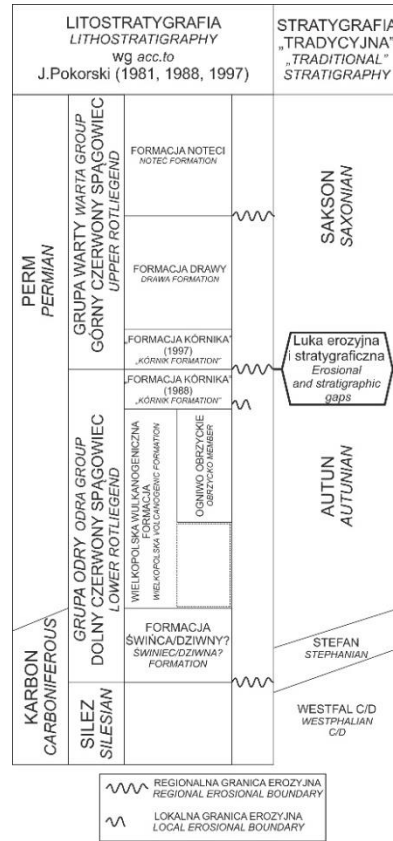 LITOSTRATYGRAFIA
LITHOSTRATIGRAPHY
wg acc.to
J.Pokorski (1981, 1988, 1997)
STRATYGRAFIA
„TRADYCYJNA”
„TRADITIONAL”
STRATIGRAPHY
PERM
PERMIAN
KARBON
CARBONIFEROUS
GRUPA WARTY WARTA GROUP
GÓRNY CZERWONY SPĄGOWIEC
UPPER ROTLIEGEND
GRUPA ODRY ODRA GROUP
DOLNY CZERWONY SPĄGOWIEC
LOWER ROTLIEGEND
SILEZ
SILESIAN
FORMACJA NOTECI
NOTEĆ FORMATION
FORMACJA DRAWY
DRAWA FORMATION
„FORMACJA KÓRNIKA”
(1997)
„KÓRNIK FORMATION”
„FORMACJA KÓRNIKA”
(1988)
„KÓRNIK FORMATION”
WIELKOPOLSKA WULKANOGENICZNA
FORMACJA
WIELKOPOLSKA VOLCANOGENIC FORMATION
OGNIWO OBRZYCKIE
OBRZYCKO MEMBER
FORMACJA
ŚWIŃCA/DZIWNY?
ŚWINIEC/DZIWNA?
FORMATION
SAKSON
SAXONIAN
Luka erozyjna
i stratygraficzna
Erosional
and stratigraphic
gaps
AUTUN
AUTUNIAN
STEFAN
STEPHANIAN
WESTFAL C/D
WESTPHALIAN
C/D
REGIONALNA GRANICA EROZYJNA
REGIONAL EROSIONAL BOUNDARY
LOKALNA GRANICA EROZYJNA
LOCAL EROSIONAL BOUNDARY